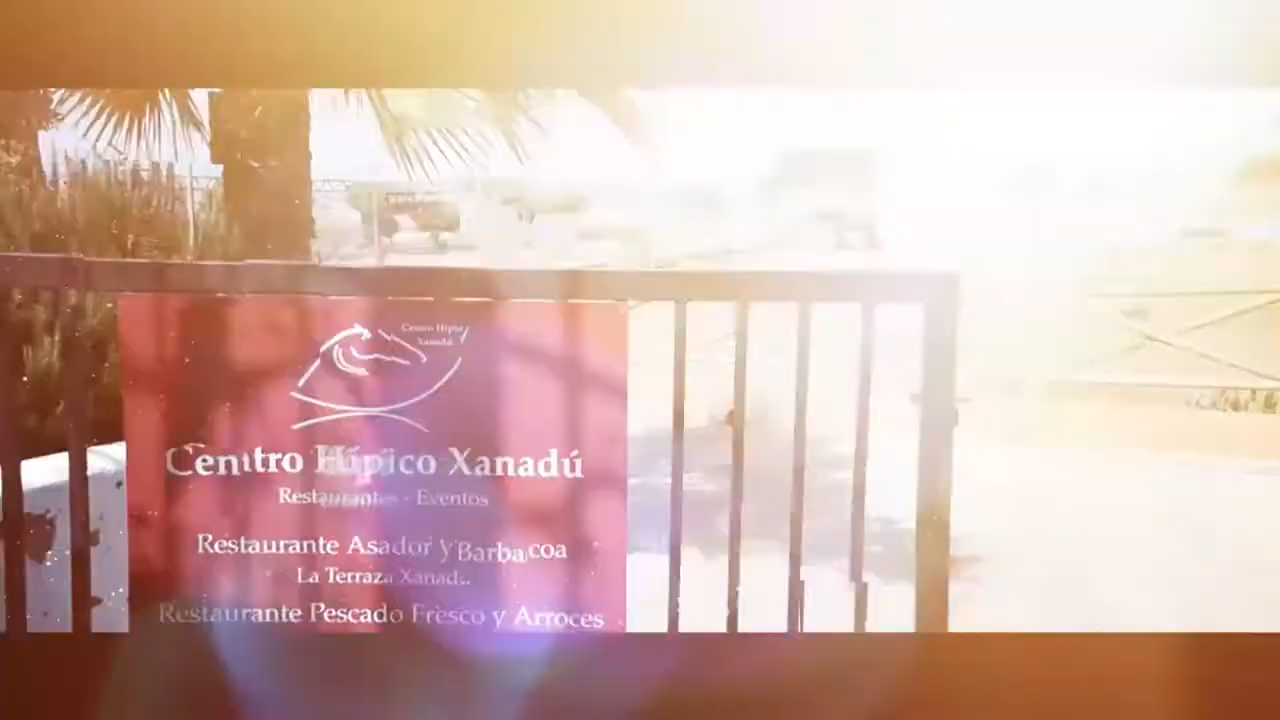 Centro Hípico
Xanadú
Centro Hípico Xanadú
Restaurantes - Eventos
Restaurante Asador y Barbacoa
La Terraza Xanadú
Restaurante Pescado Fresco y Arroces